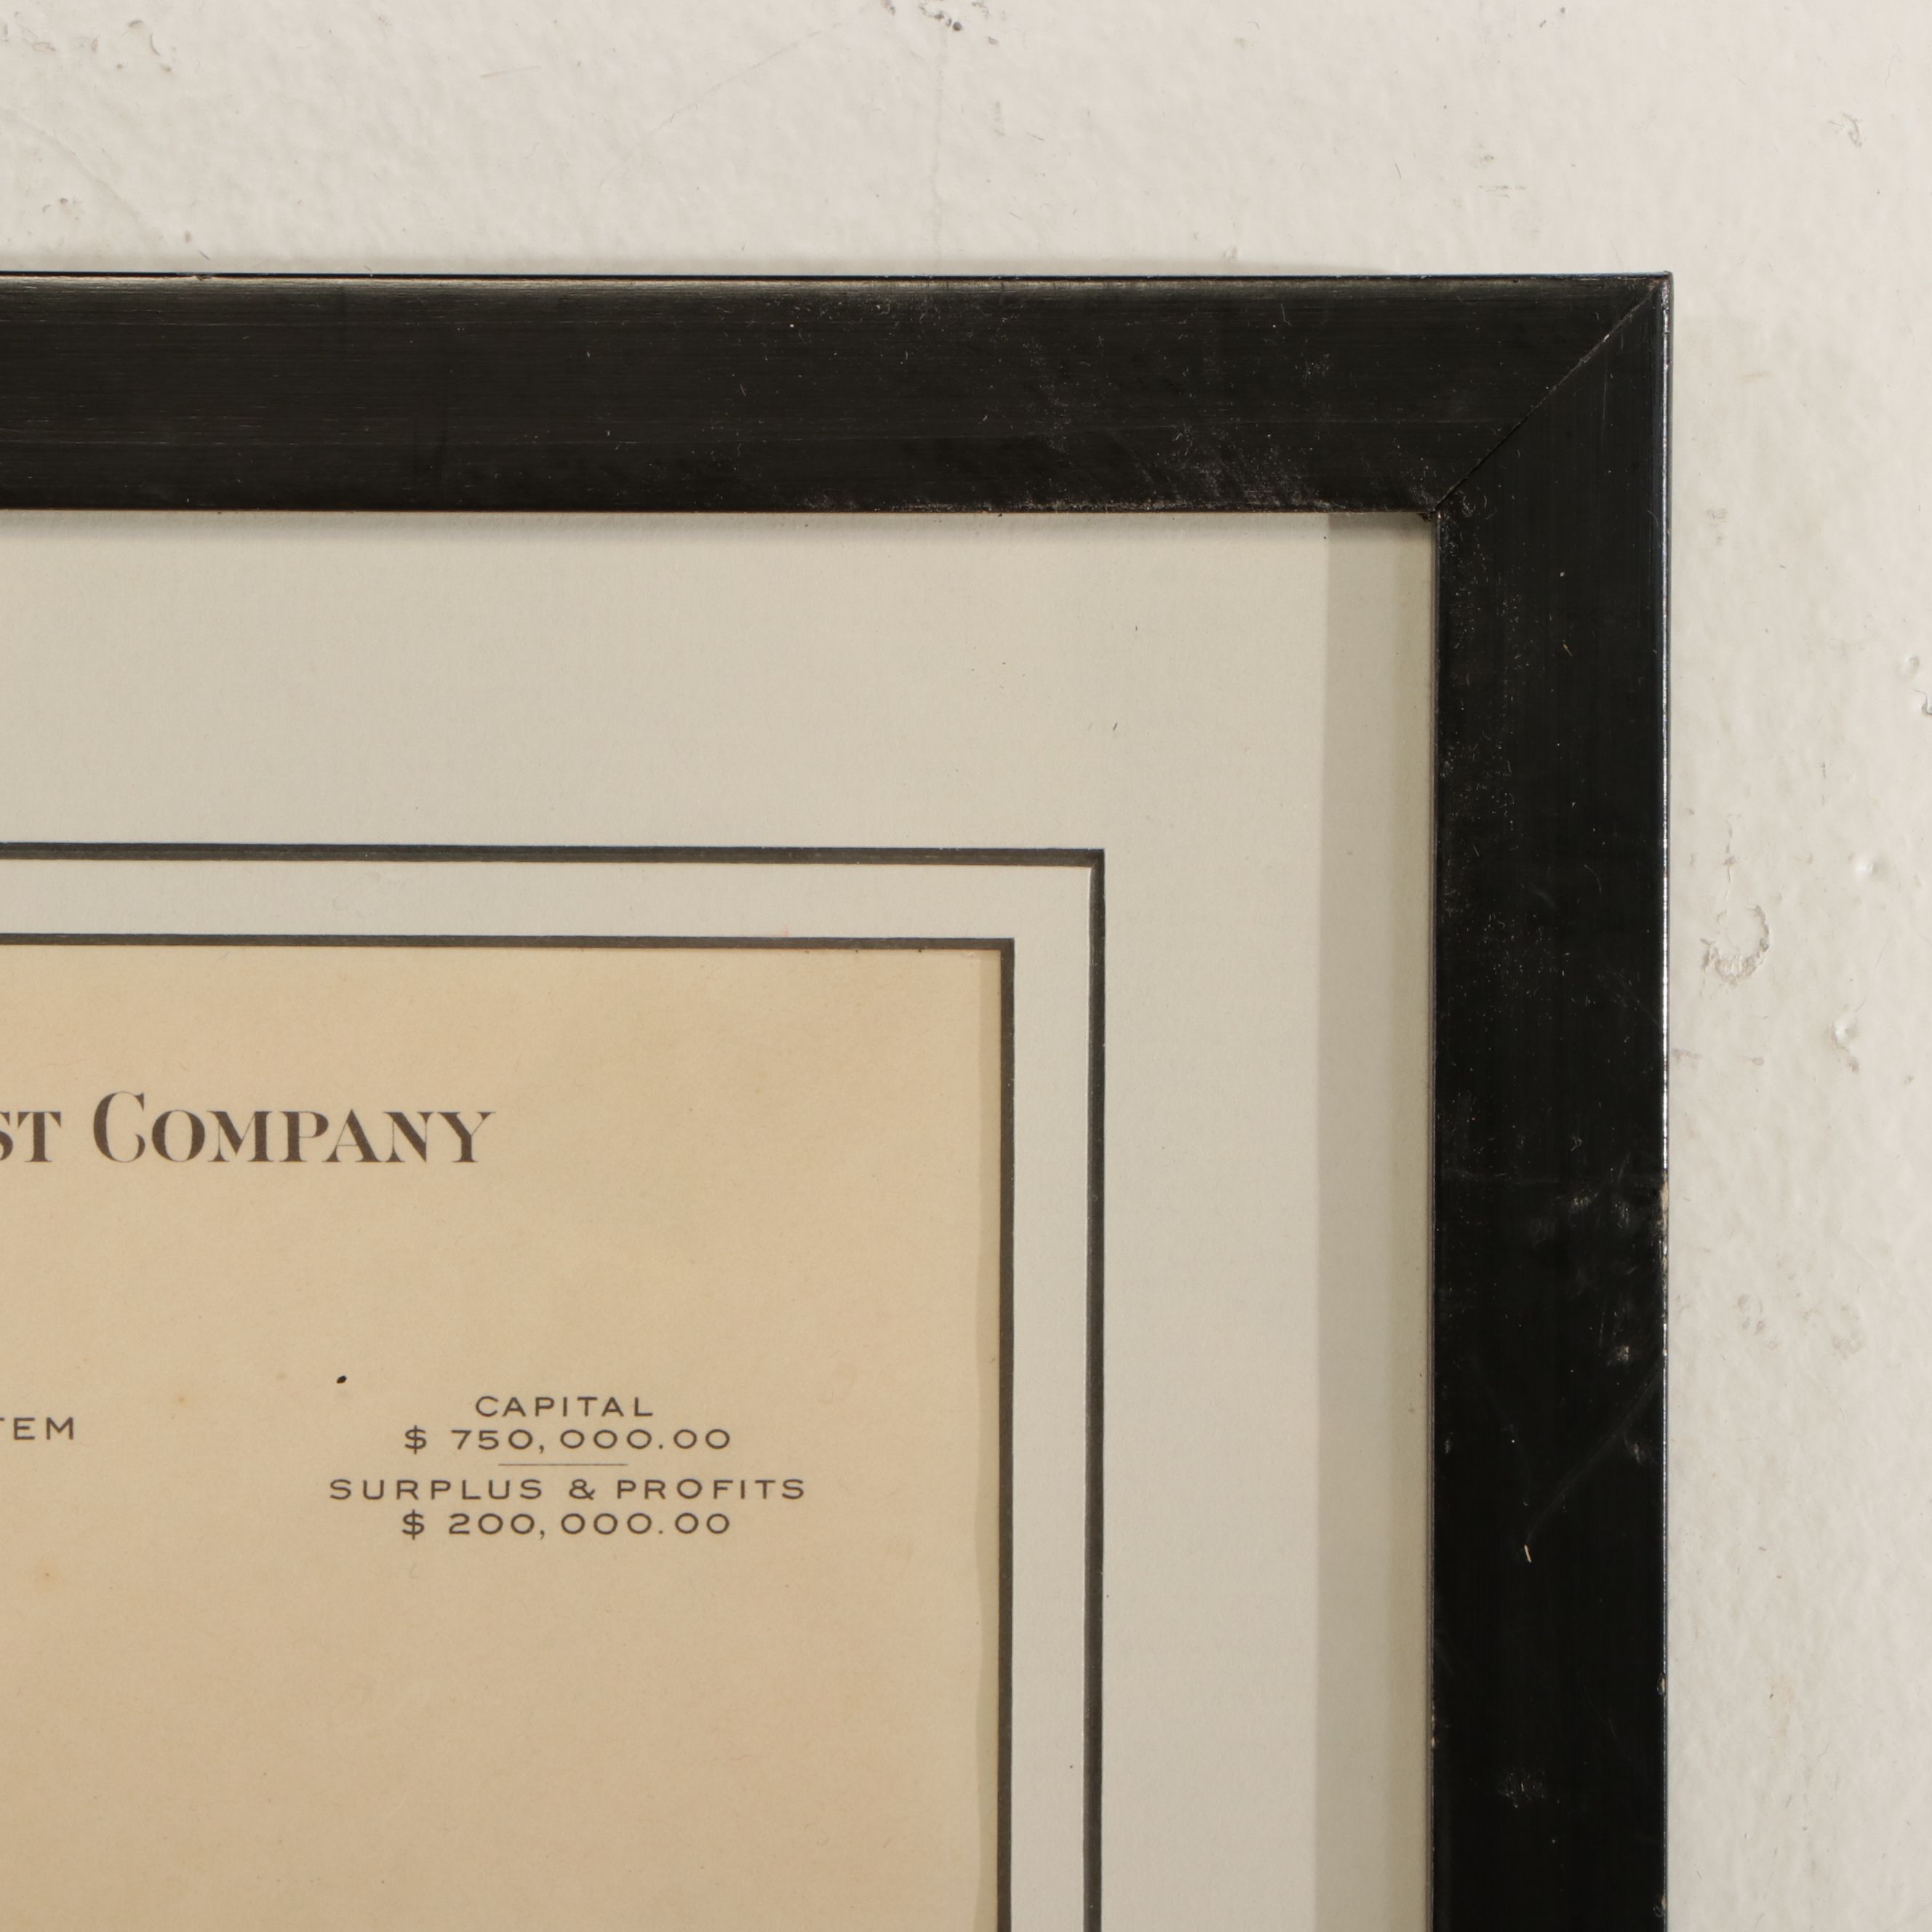 ST COMPANY
TEM
CAPITAL
$ 750,000.00
SURPLUS & PROFITS
$ 200,000.00